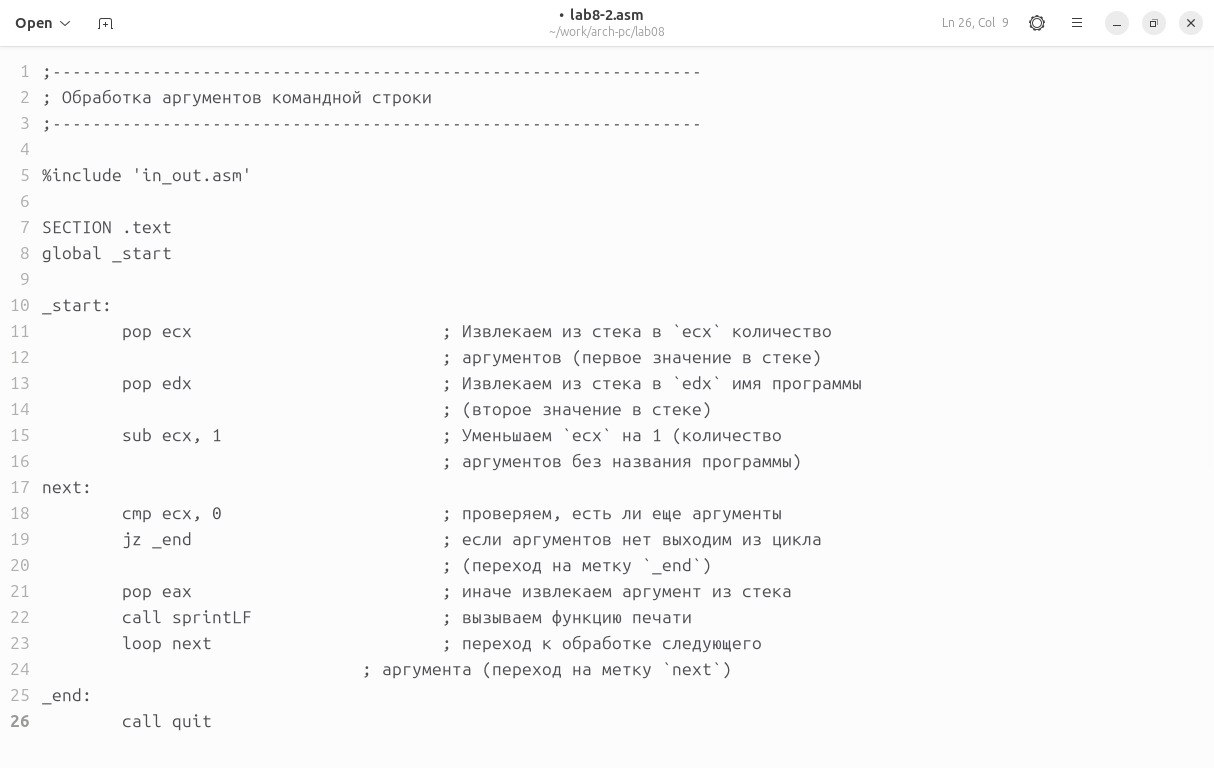 Open
• lab8-2.asm
~/work/arch-pc/lab08
Ln 26, Col 9
1 ;-----------------------------------------------------------------
2 ; Обработка аргументов командной строки
3 ;-----------------------------------------------------------------
4
5 %include 'in_out.asm'
6
7 SECTION .text
8 global _start
9
10 _start:
11 pop ecx ; Извлекаем из стека в `ecx` количество
12 ; аргументов (первое значение в стеке)
13 pop edx ; Извлекаем из стека в `edx` имя программы
14 ; (второе значение в стеке)
15 sub ecx, 1 ; Уменьшаем `ecx` на 1 (количество
16 ; аргументов без названия программы)
17 next:
18 cmp ecx, 0 ; проверяем, есть ли еще аргументы
19 jz _end ; если аргументов нет выходим из цикла
20 ; (переход на метку `_end`)
21 pop eax ; иначе извлекаем аргумент из стека
22 call sprintLF ; вызываем функцию печати
23 loop next ; переход к обработке следующего
24 ; аргумента (переход на метку `next`)
25 _end:
26 call quit